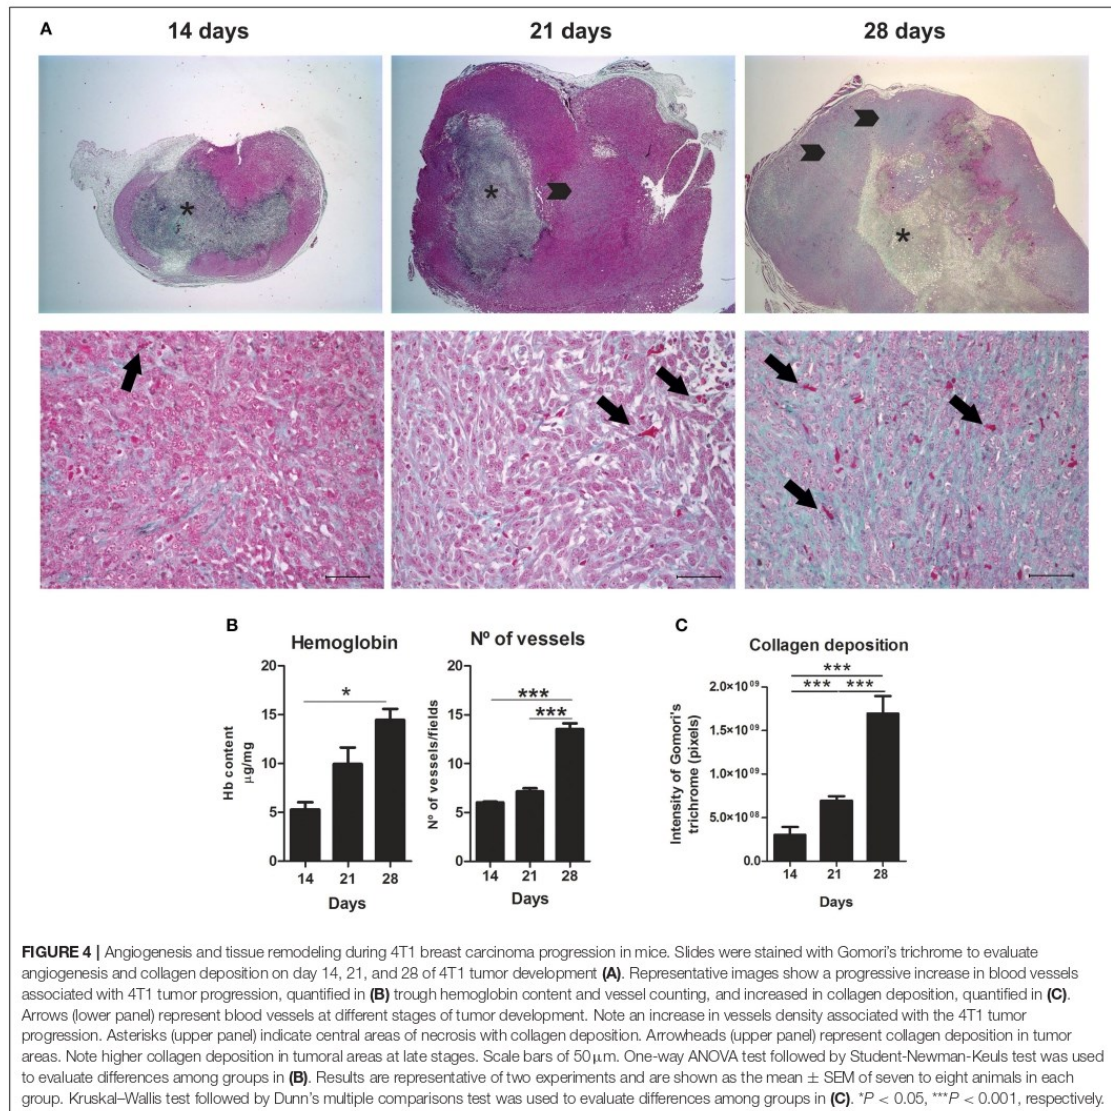 A
14 days
21 days
28 days
*
*
*
B
Hemoglobin
20
15
10
5
0
Hb content
µg/mg
*
14 21 28
Days
Nº of vessels
20
15
10
5
0
Nº of vessels/fields
***
***
14 21 28
Days
C
Collagen deposition
***
*** ***
2.0×10⁰⁹
1.5×10⁰⁹
1.0×10⁰⁹
5.0×10⁰⁸
0.0
Intensity of Gomori's
trichrome (pixels)
14 21 28
Days
FIGURE 4 | Angiogenesis and tissue remodeling during 4T1 breast carcinoma progression in mice. Slides were stained with Gomori's trichrome to evaluate
angiogenesis and collagen deposition on day 14, 21, and 28 of 4T1 tumor development (A). Representative images show a progressive increase in blood vessels
associated with 4T1 tumor progression, quantified in (B) trough hemoglobin content and vessel counting, and increased in collagen deposition, quantified in (C).
Arrows (lower panel) represent blood vessels at different stages of tumor development. Note an increase in vessels density associated with the 4T1 tumor
progression. Asterisks (upper panel) indicate central areas of necrosis with collagen deposition. Arrowheads (upper panel) represent collagen deposition in tumor
areas. Note higher collagen deposition in tumoral areas at late stages. Scale bars of 50 µm. One-way ANOVA test followed by Student-Newman-Keuls test was used
to evaluate differences among groups in (B). Results are representative of two experiments and are shown as the mean ± SEM of seven to eight animals in each
group. Kruskal–Wallis test followed by Dunn's multiple comparisons test was used to evaluate differences among groups in (C). *P < 0.05, ***P < 0.001, respectively.